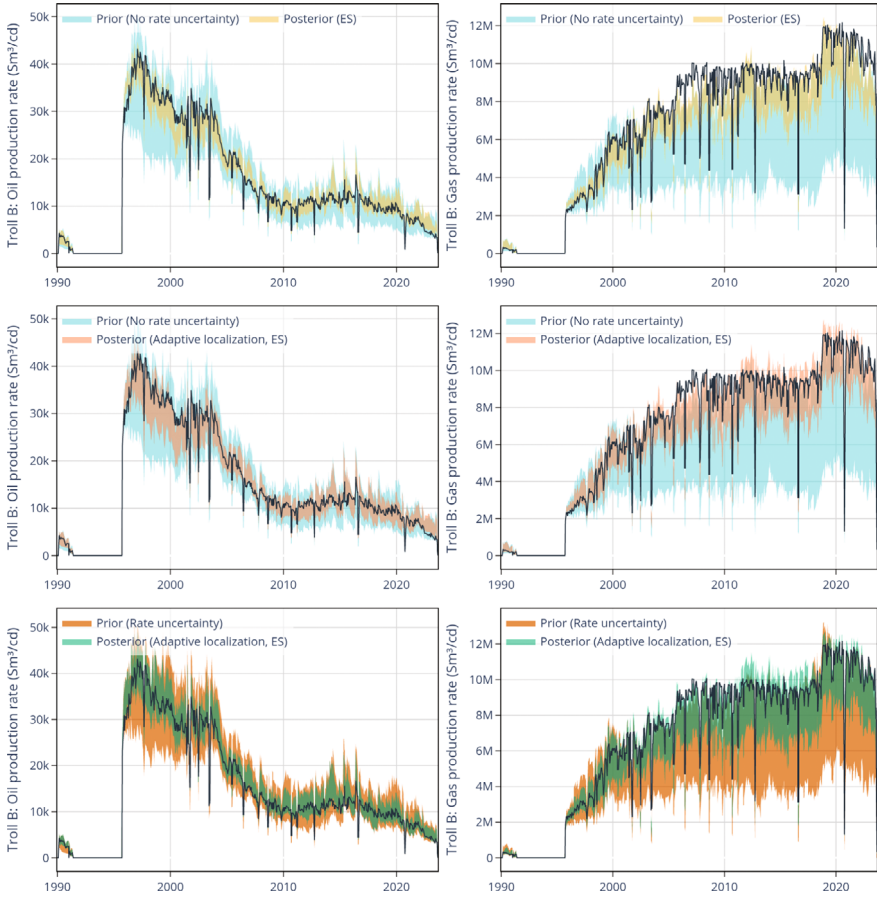 Troll B: Oil production rate (Sm³/cd)
50k
40k
30k
20k
10k
0
Prior (No rate uncertainty)
Posterior (ES)
1990
2000
2010
2020
Troll B: Gas production rate (Sm³/cd)
12M
10M
8M
6M
4M
2M
0
Prior (No rate uncertainty)
Posterior (ES)
1990
2000
2010
2020
Troll B: Oil production rate (Sm³/cd)
50k
40k
30k
20k
10k
0
Prior (No rate uncertainty)
Posterior (Adaptive localization, ES)
1990
2000
2010
2020
Troll B: Gas production rate (Sm³/cd)
12M
10M
8M
6M
4M
2M
0
Prior (No rate uncertainty)
Posterior (Adaptive localization, ES)
1990
2000
2010
2020
Troll B: Oil production rate (Sm³/cd)
50k
40k
30k
20k
10k
0
Prior (Rate uncertainty)
Posterior (Adaptive localization, ES)
1990
2000
2010
2020
Troll B: Gas production rate (Sm³/cd)
12M
10M
8M
6M
4M
2M
0
Prior (Rate uncertainty)
Posterior (Adaptive localization, ES)
1990
2000
2010
2020